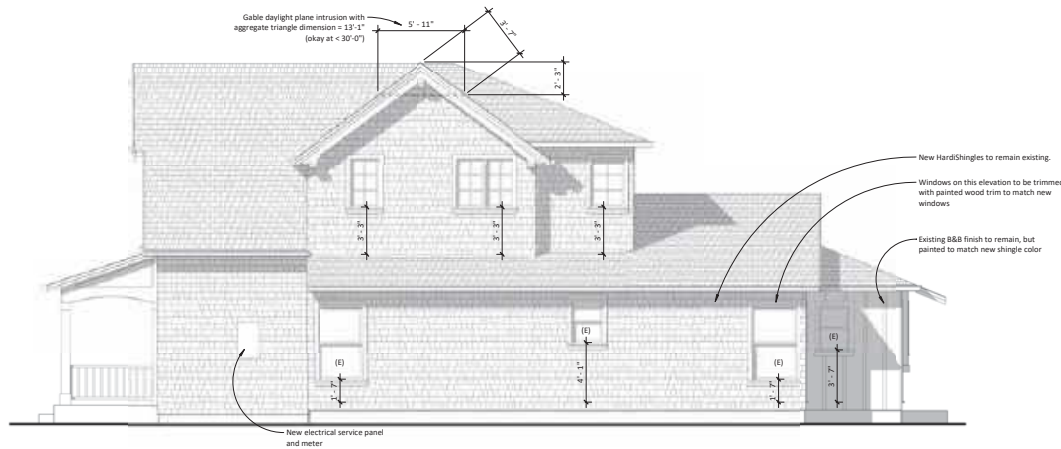 Gable daylight plane intrusion with
aggregate triangle dimension = 13'-1"
(okay at < 30'-0")
5' - 11"
3' - 7"
2' - 3"
New HardiShingles to remain existing.
Windows on this elevation to be trimmed
with painted wood trim to match new
windows
Existing B&B finish to remain, but
painted to match new shingle color
3' - 3"
3' - 3"
3' - 3"
(E)
(E)
(E)
(E)
1' - 7"
4' - 1"
1' - 7"
3' - 7"
New electrical service panel
and meter